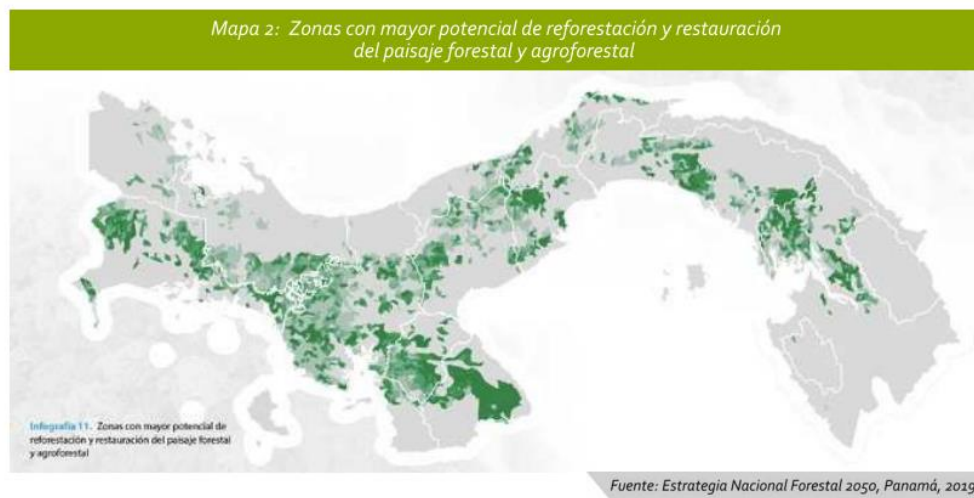 Mapa 2: Zonas con mayor potencial de reforestación y restauración
del paisaje forestal y agroforestal
Infografía 11. Zonas con mayor potencial de
reforestación y restauración del paisaje forestal
y agroforestal
Fuente: Estrategia Nacional Forestal 2050, Panamá, 2019